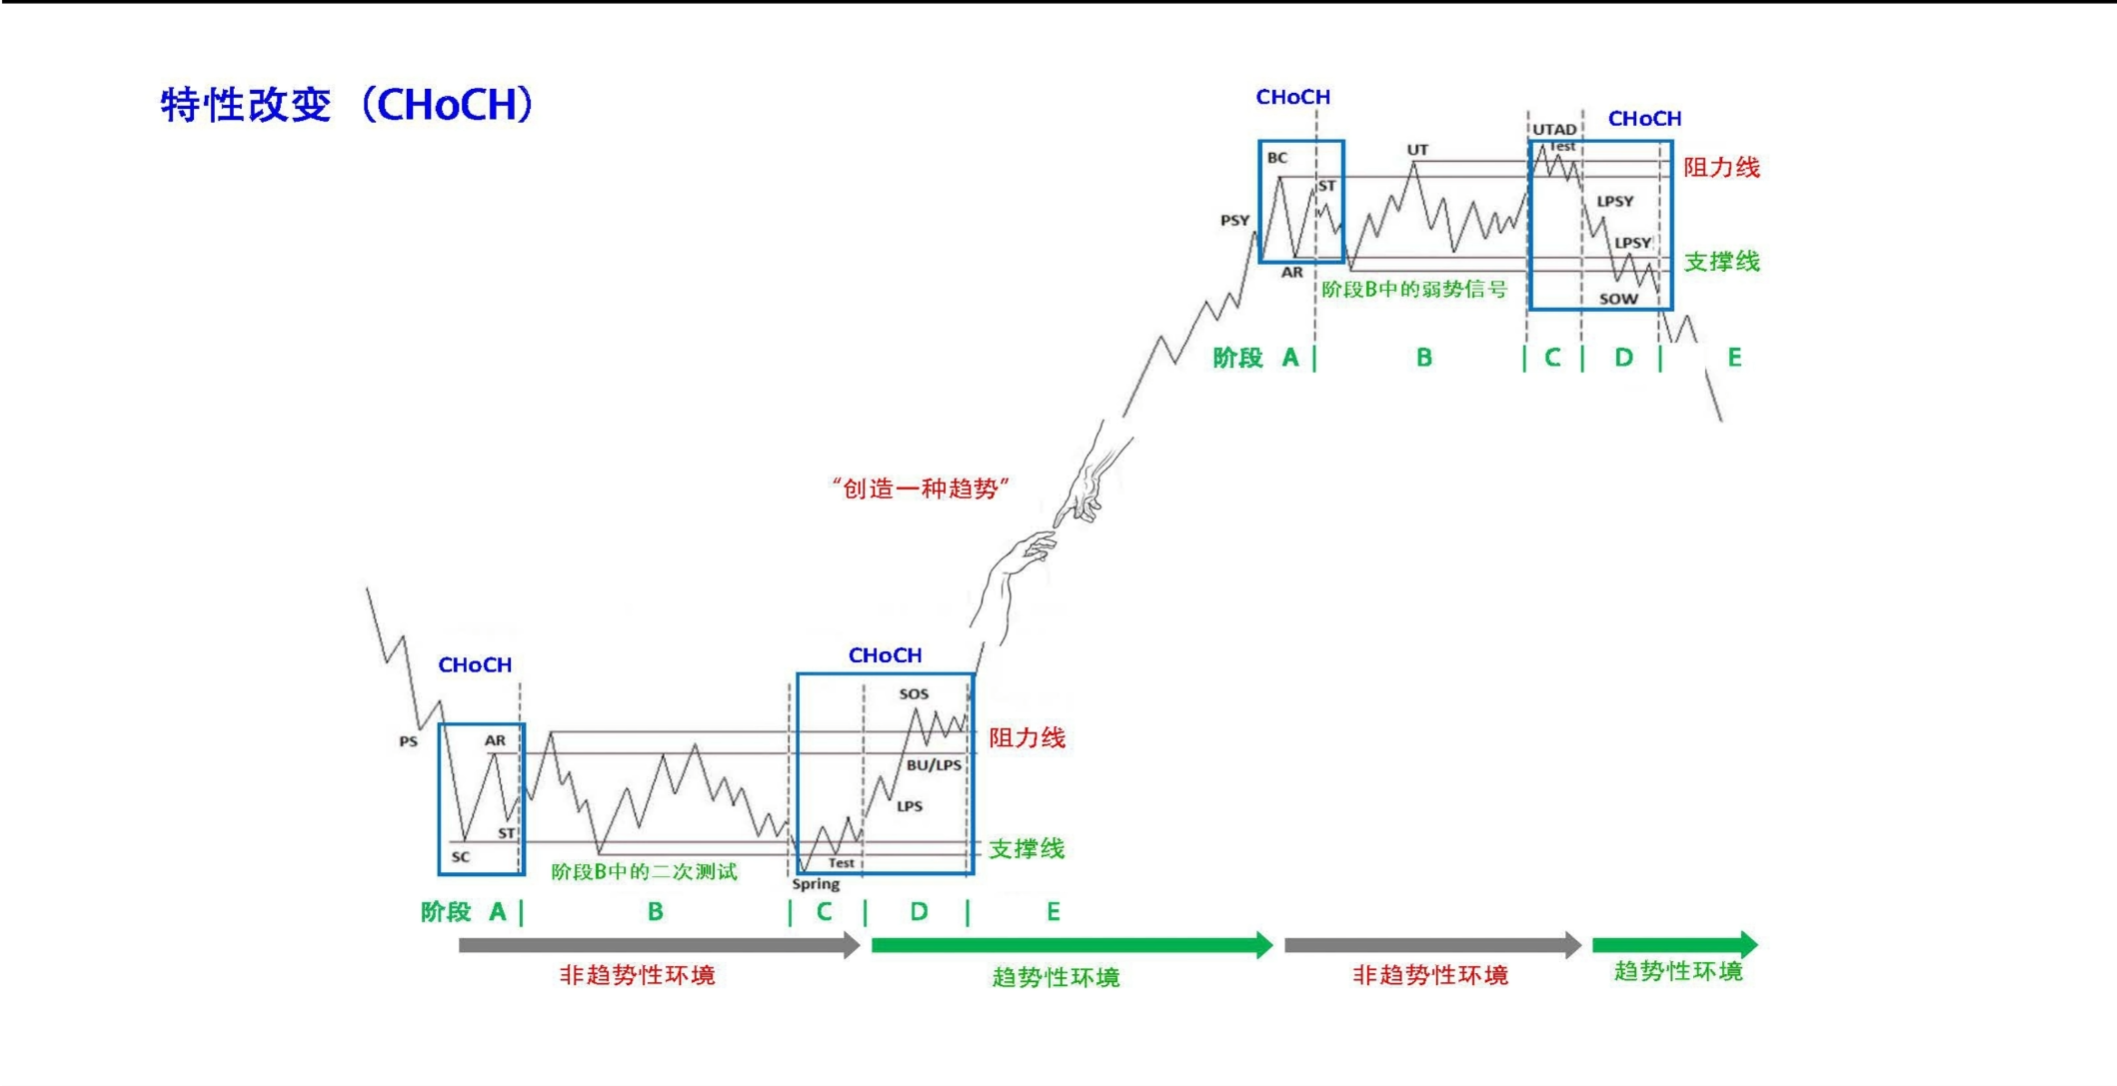 特性改变（CHoCH）
CHoCH
CHoCH
UTAD
Test
BC
UT
阻力线
ST
PSY
LPSY
LPSY
支撑线
AR
阶段B中的弱势信号
SOW
阶段 A | B | C | D | E
“创造一种趋势”
CHoCH
CHoCH
SOS
PS
AR
阻力线
BU/LPS
LPS
ST
支撑线
SC
Test
阶段B中的二次测试
Spring
阶段 A | B | C | D | E
非趋势性环境
趋势性环境
非趋势性环境
趋势性环境